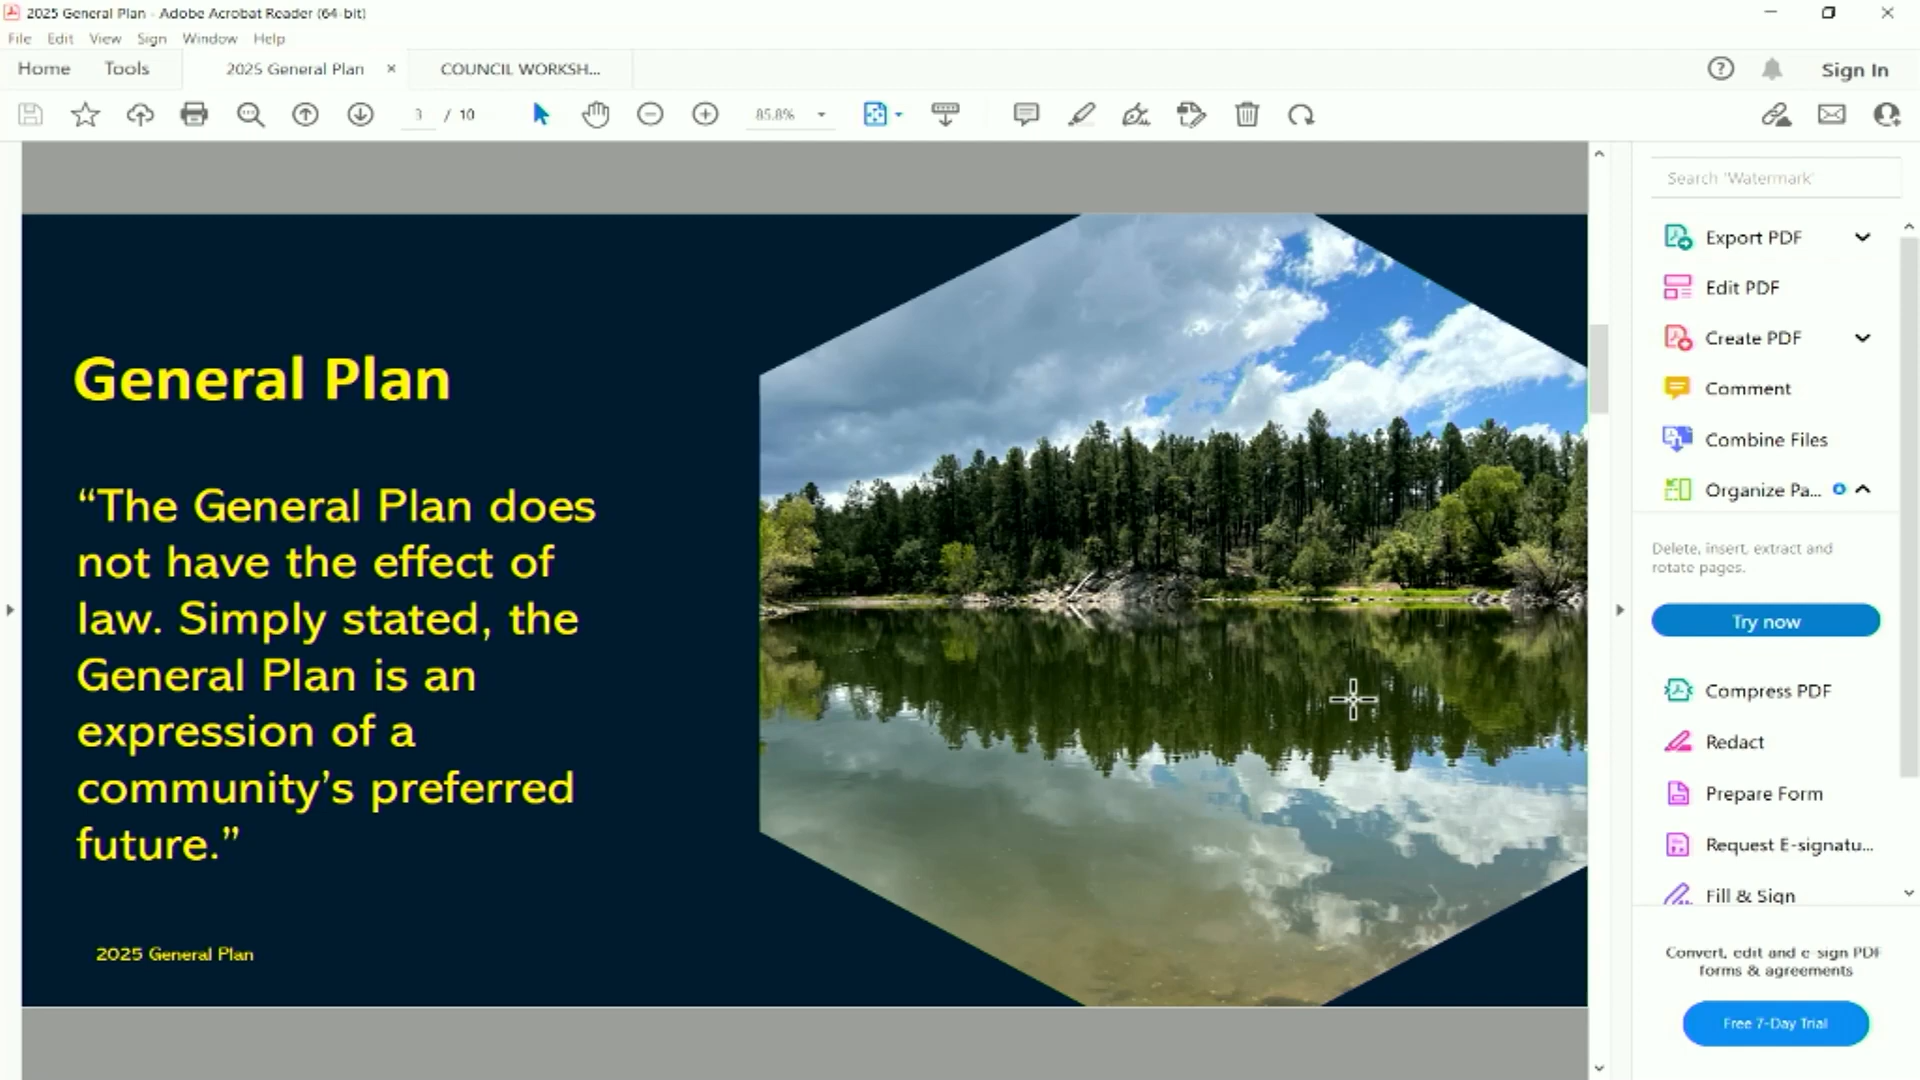 2025 General Plan - Adobe Acrobat Reader (64-bit)
File Edit View Sign Window Help
Home Tools 2025 General Plan × COUNCIL WORKSH... Sign In
3 / 10 85.8%
General Plan
“The General Plan does
not have the effect of
law. Simply stated, the
General Plan is an
expression of a
community’s preferred
future.”
2025 General Plan
Search 'Watermark'
Export PDF
Edit PDF
Create PDF
Comment
Combine Files
Organize Pa...
Delete, insert, extract and
rotate pages.
Try now
Compress PDF
Redact
Prepare Form
Request E-signatu...
Fill & Sign
Convert, edit and e-sign PDF
forms & agreements
Free 7-Day Trial